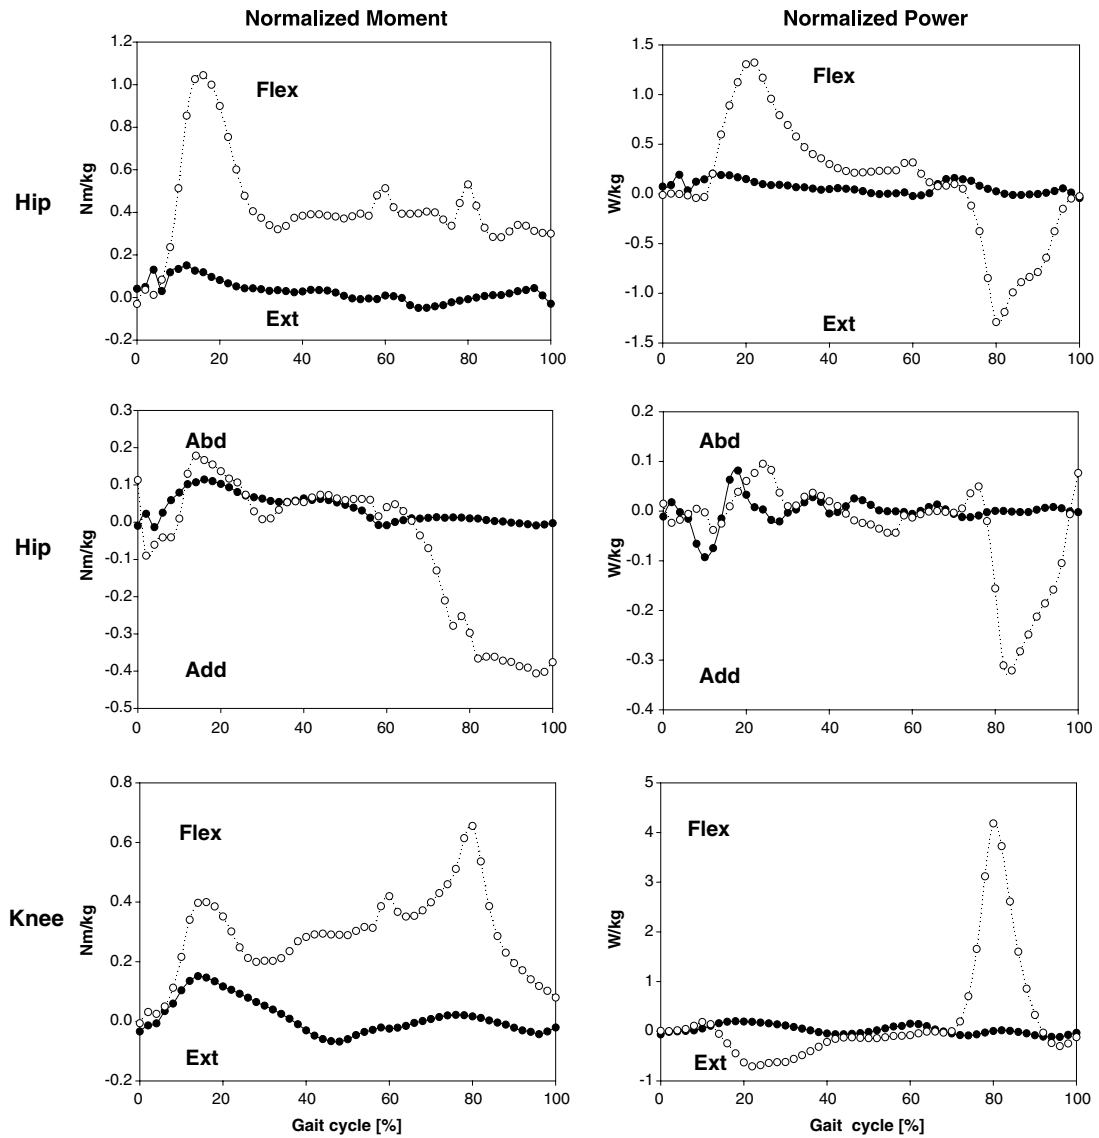 Normalized Moment
Normalized Power
Hip
Nm/kg
1.2
1.0
0.8
0.6
0.4
0.2
0.0
-0.2
Flex
Ext
0 20 40 60 80 100
W/kg
1.5
1.0
0.5
0.0
-0.5
-1.0
-1.5
Flex
Ext
0 20 40 60 80 100
Hip
Nm/kg
0.3
0.2
0.1
0.0
-0.1
-0.2
-0.3
-0.4
-0.5
Abd
Add
0 20 40 60 80 100
W/kg
0.2
0.1
0.0
-0.1
-0.2
-0.3
-0.4
Abd
Add
0 20 40 60 80 100
Knee
Nm/kg
0.8
0.6
0.4
0.2
0.0
-0.2
Flex
Ext
0 20 40 60 80 100
Gait cycle [%]
W/kg
5
4
3
2
1
0
-1
Flex
Ext
0 20 40 60 80 100
Gait cycle [%]